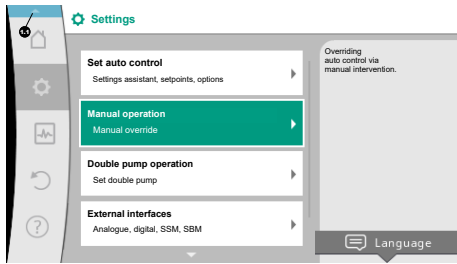 1.1
Settings
Set auto control
Settings assistant, setpoints, options
Manual operation
Manual override
Double pump operation
Set double pump
External interfaces
Analogue, digital, SSM, SBM
Overriding
auto control via
manual intervention.
?
Language